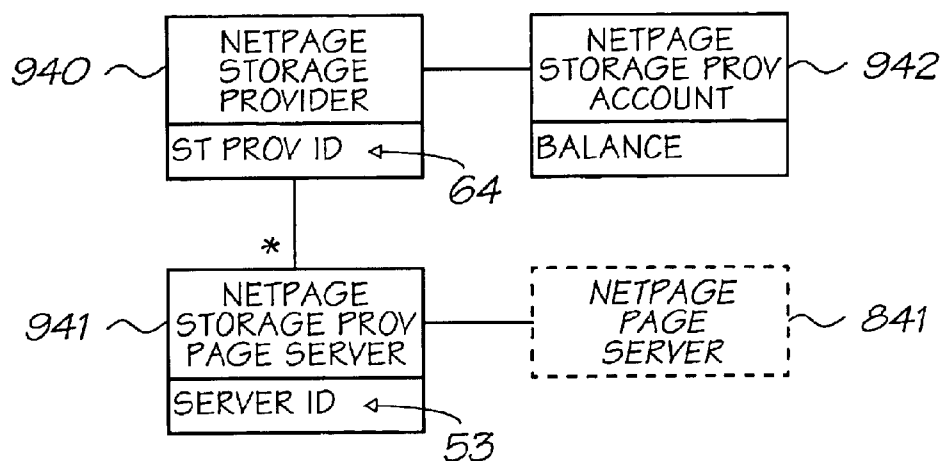 940
NETPAGE
STORAGE
PROVIDER
ST PROV ID
64
NETPAGE
STORAGE PROV
ACCOUNT
BALANCE
942
*
941
NETPAGE
STORAGE PROV
PAGE SERVER
SERVER ID
53
NETPAGE
PAGE
SERVER
841